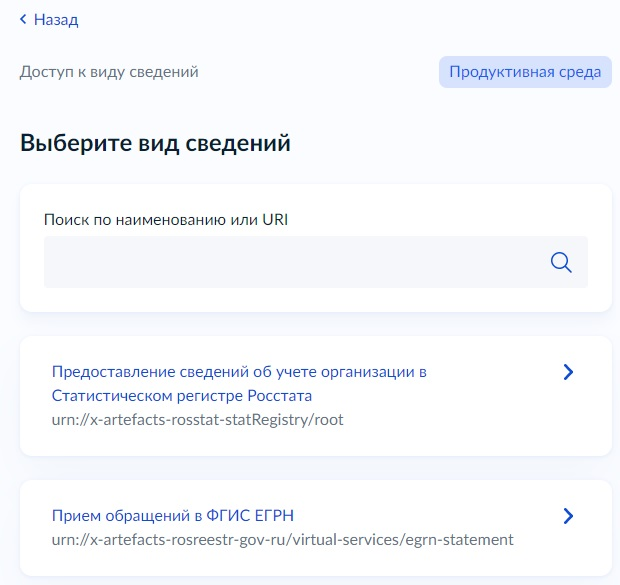 Назад
Доступ к виду сведений
Продуктивная среда
Выберите вид сведений
Поиск по наименованию или URI
Предоставление сведений об учете организации в
Статистическом регистре Росстата
urn://x-artefacts-rosstat-statRegistry/root
Прием обращений в ФГИС ЕГРН
urn://x-artefacts-rosreestr-gov-ru/virtual-services/egrn-statement